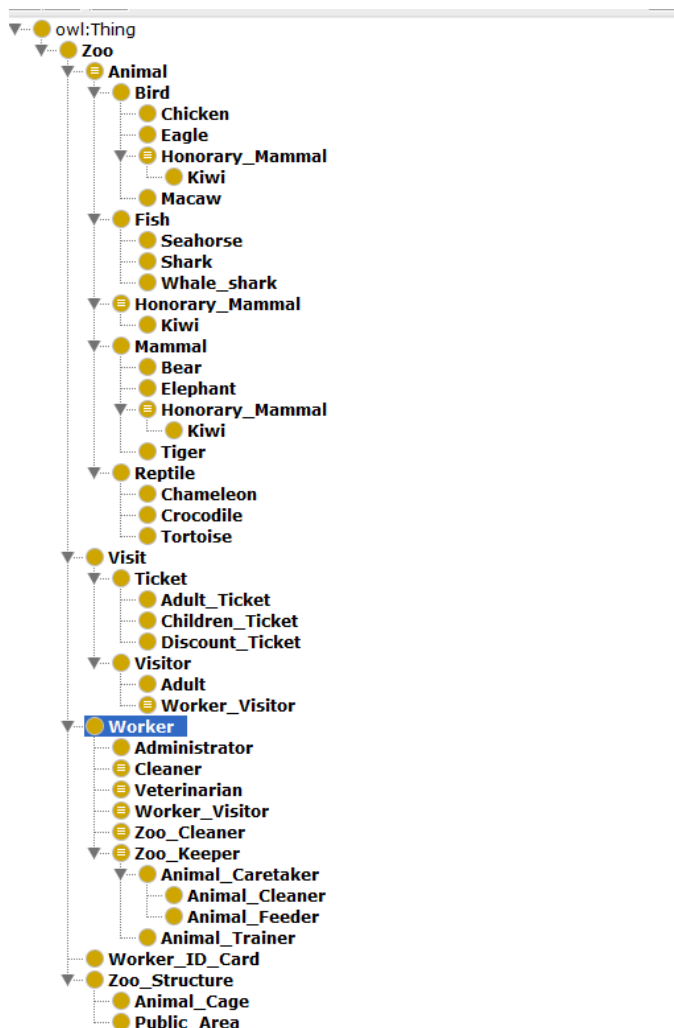 owl:Thing
Zoo
Animal
Bird
Chicken
Eagle
Honorary_Mammal
Kiwi
Macaw
Fish
Seahorse
Shark
Whale_shark
Honorary_Mammal
Kiwi
Mammal
Bear
Elephant
Honorary_Mammal
Kiwi
Tiger
Reptile
Chameleon
Crocodile
Tortoise
Visit
Ticket
Adult_Ticket
Children_Ticket
Discount_Ticket
Visitor
Adult
Worker_Visitor
Worker
Administrator
Cleaner
Veterinarian
Worker_Visitor
Zoo_Cleaner
Zoo_Keeper
Animal_Caretaker
Animal_Cleaner
Animal_Feeder
Animal_Trainer
Worker_ID_Card
Zoo_Structure
Animal_Cage
Public_Area